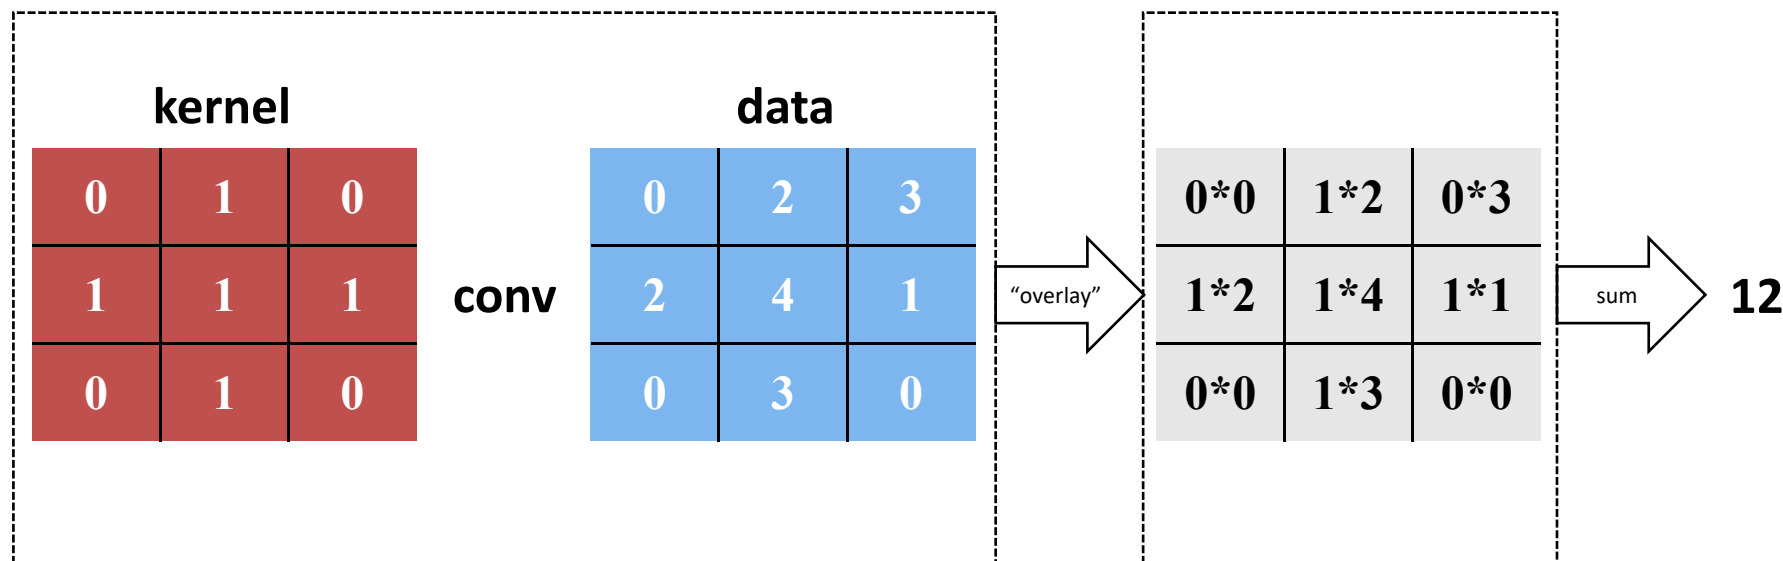 kernel data
0 1 0 0 2 3 0*0 1*2 0*3
1 1 1 conv 2 4 1 “overlay” 1*2 1*4 1*1 sum 12
0 1 0 0 3 0 0*0 1*3 0*0